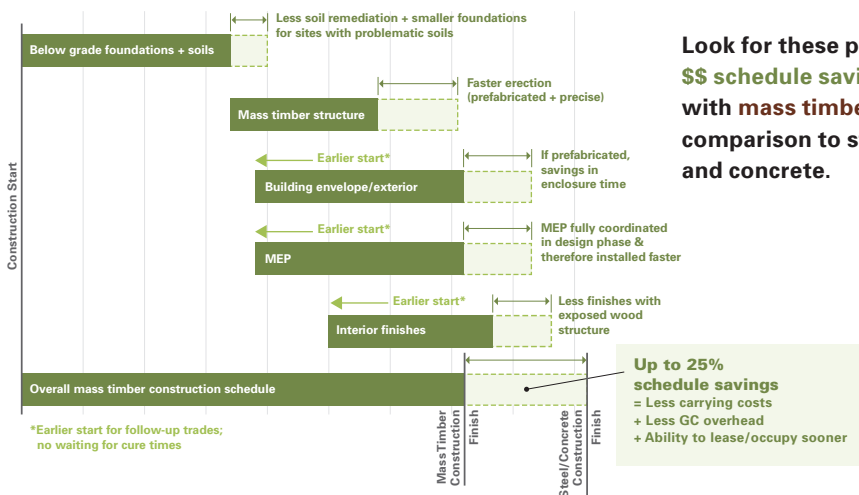 Less soil remediation + smaller foundations
for sites with problematic soils
Below grade foundations + soils
Look for these
$$ schedule
with mass
comparison to
and concrete.
Faster erection
(prefabricated + precise)
Mass timber structure
Earlier start*
If prefabricated,
savings in
enclosure time
Building envelope/exterior
Earlier start*
MEP fully coordinated
in design phase &
therefore installed faster
MEP
Earlier start*
Less finishes with
exposed wood
structure
Interior finishes
Construction Start
Overall mass timber construction schedule
Up to 25%
schedule savings
= Less carrying costs
+ Less GC overhead
+ Ability to lease/occupy sooner
*Earlier start for follow-up trades;
no waiting for cure times
Mass Timber
Construction
Finish
Steel/Concrete
Construction
Finish